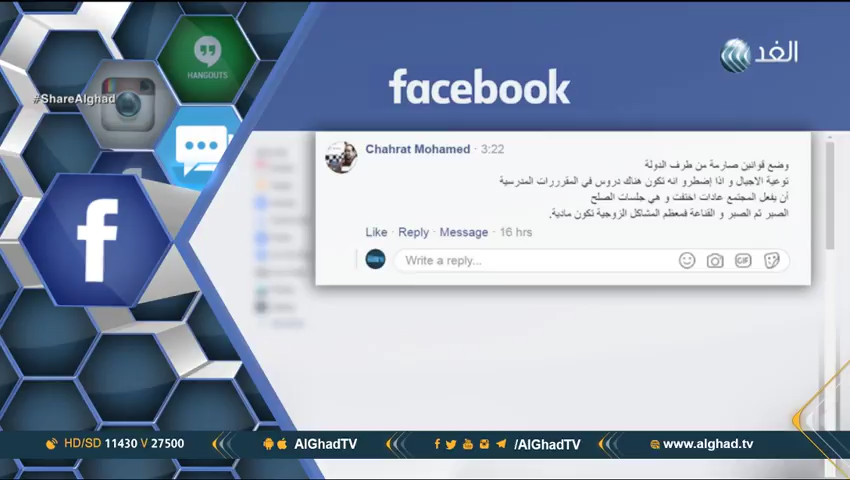 HANGOUTS
#ShareAlghad
الغد
facebook
f
Chahrat Mohamed · 3:22
وضع قوانين صارمة من طرف الدولة
توعية الاجيال و اذا إضطرو انه تكون هناك دروس في المقررات المدرسية
أن يفعل المجتمع عادات اختفت و هي جلسات الصلح
الصبر ثم الصبر و القناعة فمعظم المشاكل الزوجية تكون مادية.
Like · Reply · Message · 16 hrs
Write a reply...
GIF
HD/SD 11430 V 27500
AlGhadTV
/AlGhadTV
www.alghad.tv